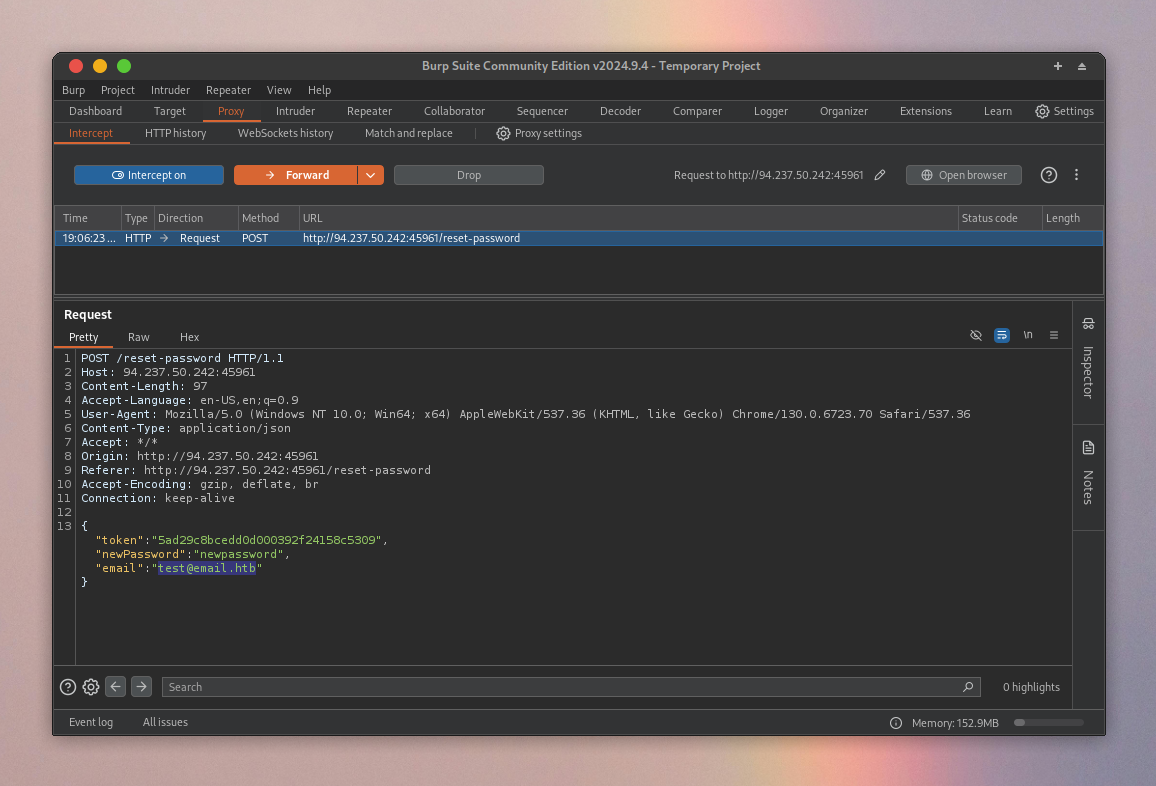 Burp Suite Community Edition v2024.9.4 - Temporary Project
Burp Project Intruder Repeater View Help
Dashboard Target Proxy Intruder Repeater Collaborator Sequencer Decoder Comparer Logger Organizer Extensions Learn Settings
Intercept HTTP history WebSockets history Match and replace Proxy settings
Intercept on Forward Drop Request to http://94.237.50.242:45961 Open browser
Time Type Direction Method URL Status code Length
19:06:23... HTTP Request POST http://94.237.50.242:45961/reset-password
Request
Pretty Raw Hex \n
1 POST /reset-password HTTP/1.1
2 Host: 94.237.50.242:45961
3 Content-Length: 97
4 Accept-Language: en-US,en;q=0.9
5 User-Agent: Mozilla/5.0 (Windows NT 10.0; Win64; x64) AppleWebKit/537.36 (KHTML, like Gecko) Chrome/130.0.6723.70 Safari/537.36
6 Content-Type: application/json
7 Accept: */*
8 Origin: http://94.237.50.242:45961
9 Referer: http://94.237.50.242:45961/reset-password
10 Accept-Encoding: gzip, deflate, br
11 Connection: keep-alive
12
13 {
"token":"5ad29c8bcedd0d000392f24158c5309",
"newPassword":"newpassword",
"email":"test@email.htb"
}
Inspector
Notes
Search 0 highlights
Event log All issues Memory: 152.9MB